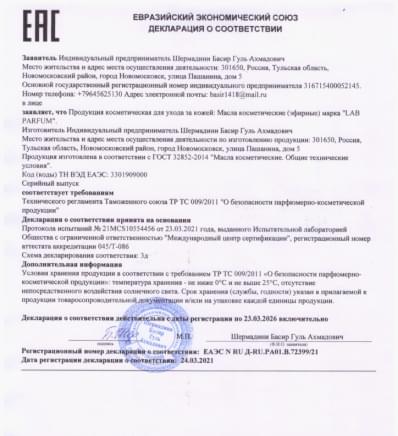 EAC
ЕВРАЗИЙСКИЙ ЭКОНОМИЧЕСКИЙ СОЮЗ
ДЕКЛАРАЦИЯ О СООТВЕТСТВИИ
Заявитель Индивидуальный предприниматель Шермадини Басир Гуль Ахмадович
Место жительства и адрес места осуществления деятельности: 301650, Россия, Тульская область,
Новомосковский район, город Новомосковск, улица Пашанина, дом 5
Основной государственный регистрационный номер индивидуального предпринимателя 316715400052145.
Номер телефона: +79645625130 Адрес электронной почты: basir1418@mail.ru
в лице
заявляет, что Продукция косметическая для ухода за кожей: Масла косметические (эфирные) марка "LAB
PARFUM".
Изготовитель Индивидуальный предприниматель Шермадини Басир Гуль Ахмадович
Место жительства и адрес места осуществления деятельности по изготовлению продукции: 301650, Россия,
Тульская область, Новомосковский район, город Новомосковск, улица Пашанина, дом 5
Продукция изготовлена в соответствии с ГОСТ 32852-2014 "Масла косметические. Общие технические
условия".
Код (коды) ТН ВЭД ЕАЭС: 3301909000
Серийный выпуск
соответствует требованиям
Технического регламента Таможенного союза ТР ТС 009/2011 "О безопасности парфюмерно-косметической
продукции"
Декларация о соответствии принята на основании
Протокола испытаний № 21MCS10554456 от 23.03.2021 года, выданного Испытательной лабораторией
Общества с ограниченной ответственностью "Международный центр сертификации", регистрационный номер
аттестата аккредитации 045/Т-086
Схема декларирования соответствия: 3д
Дополнительная информация
Условия хранения продукции в соответствии с требованием ТР ТС 009/2011 «О безопасности парфюмерно-
косметической продукции»: температура хранения - не ниже 0°С и не выше 25°С, отсутствие
непосредственного воздействия солнечного света. Срок хранения (службы, годности) указан в прилагаемой к
продукции товаросопроводительной документации и/или на упаковке каждой единицы продукции.
Декларация о соответствии действительна с даты регистрации по 23.03.2026 включительно
М.П.
Шермадини Басир Гуль Ахмадович
подпись
(Ф.И.О. заявителя)
Шермадини
Басир
Гуль
Ахмадович
Регистрационный номер декларации о соответствии: ЕАЭС N RU Д-RU.РА01.В.72399/21
Дата регистрации декларации о соответствии: 24.03.2021